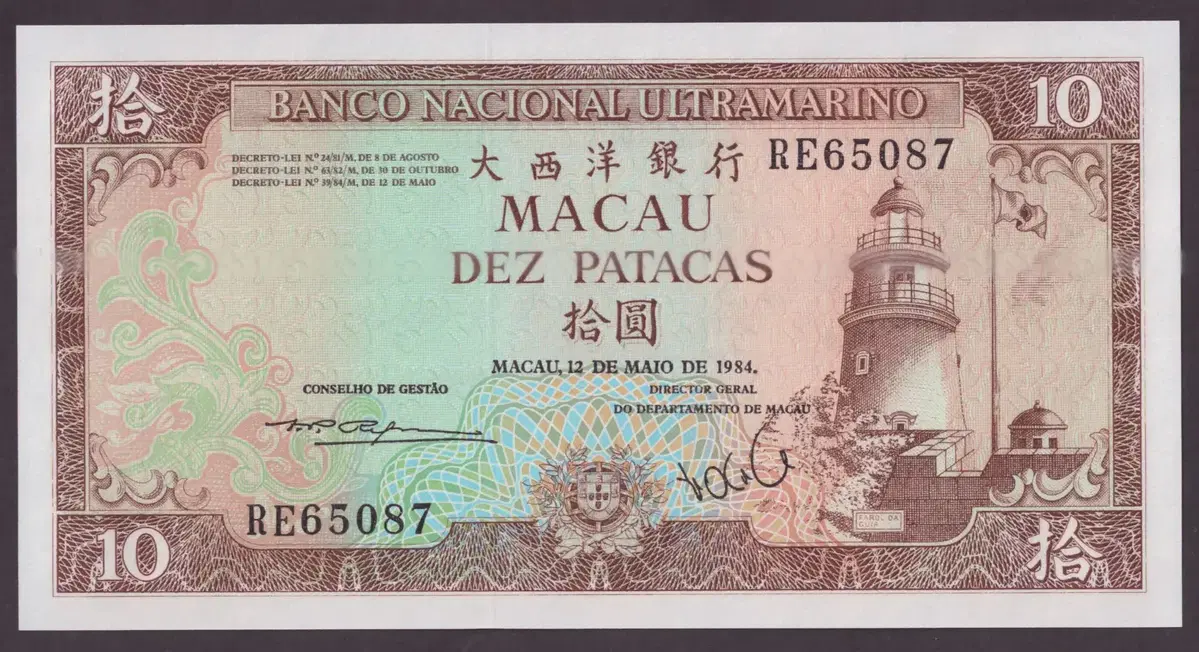 拾
BANCO NACIONAL ULTRAMARINO
10
DECRETO-LEI N.º 24/81/M, DE 8 DE AGOSTO
DECRETO-LEI N.º 63/82/M, DE 30 DE OUTUBRO
DECRETO-LEI N.º 39/84/M, DE 12 DE MAIO
大西洋銀行
RE65087
MACAU
DEZ PATACAS
拾圓
MACAU, 12 DE MAIO DE 1984.
CONSELHO DE GESTÃO
DIRECTOR GERAL
DO DEPARTAMENTO DE MACAU
RE65087
FAROL DA
GUIA
10
拾